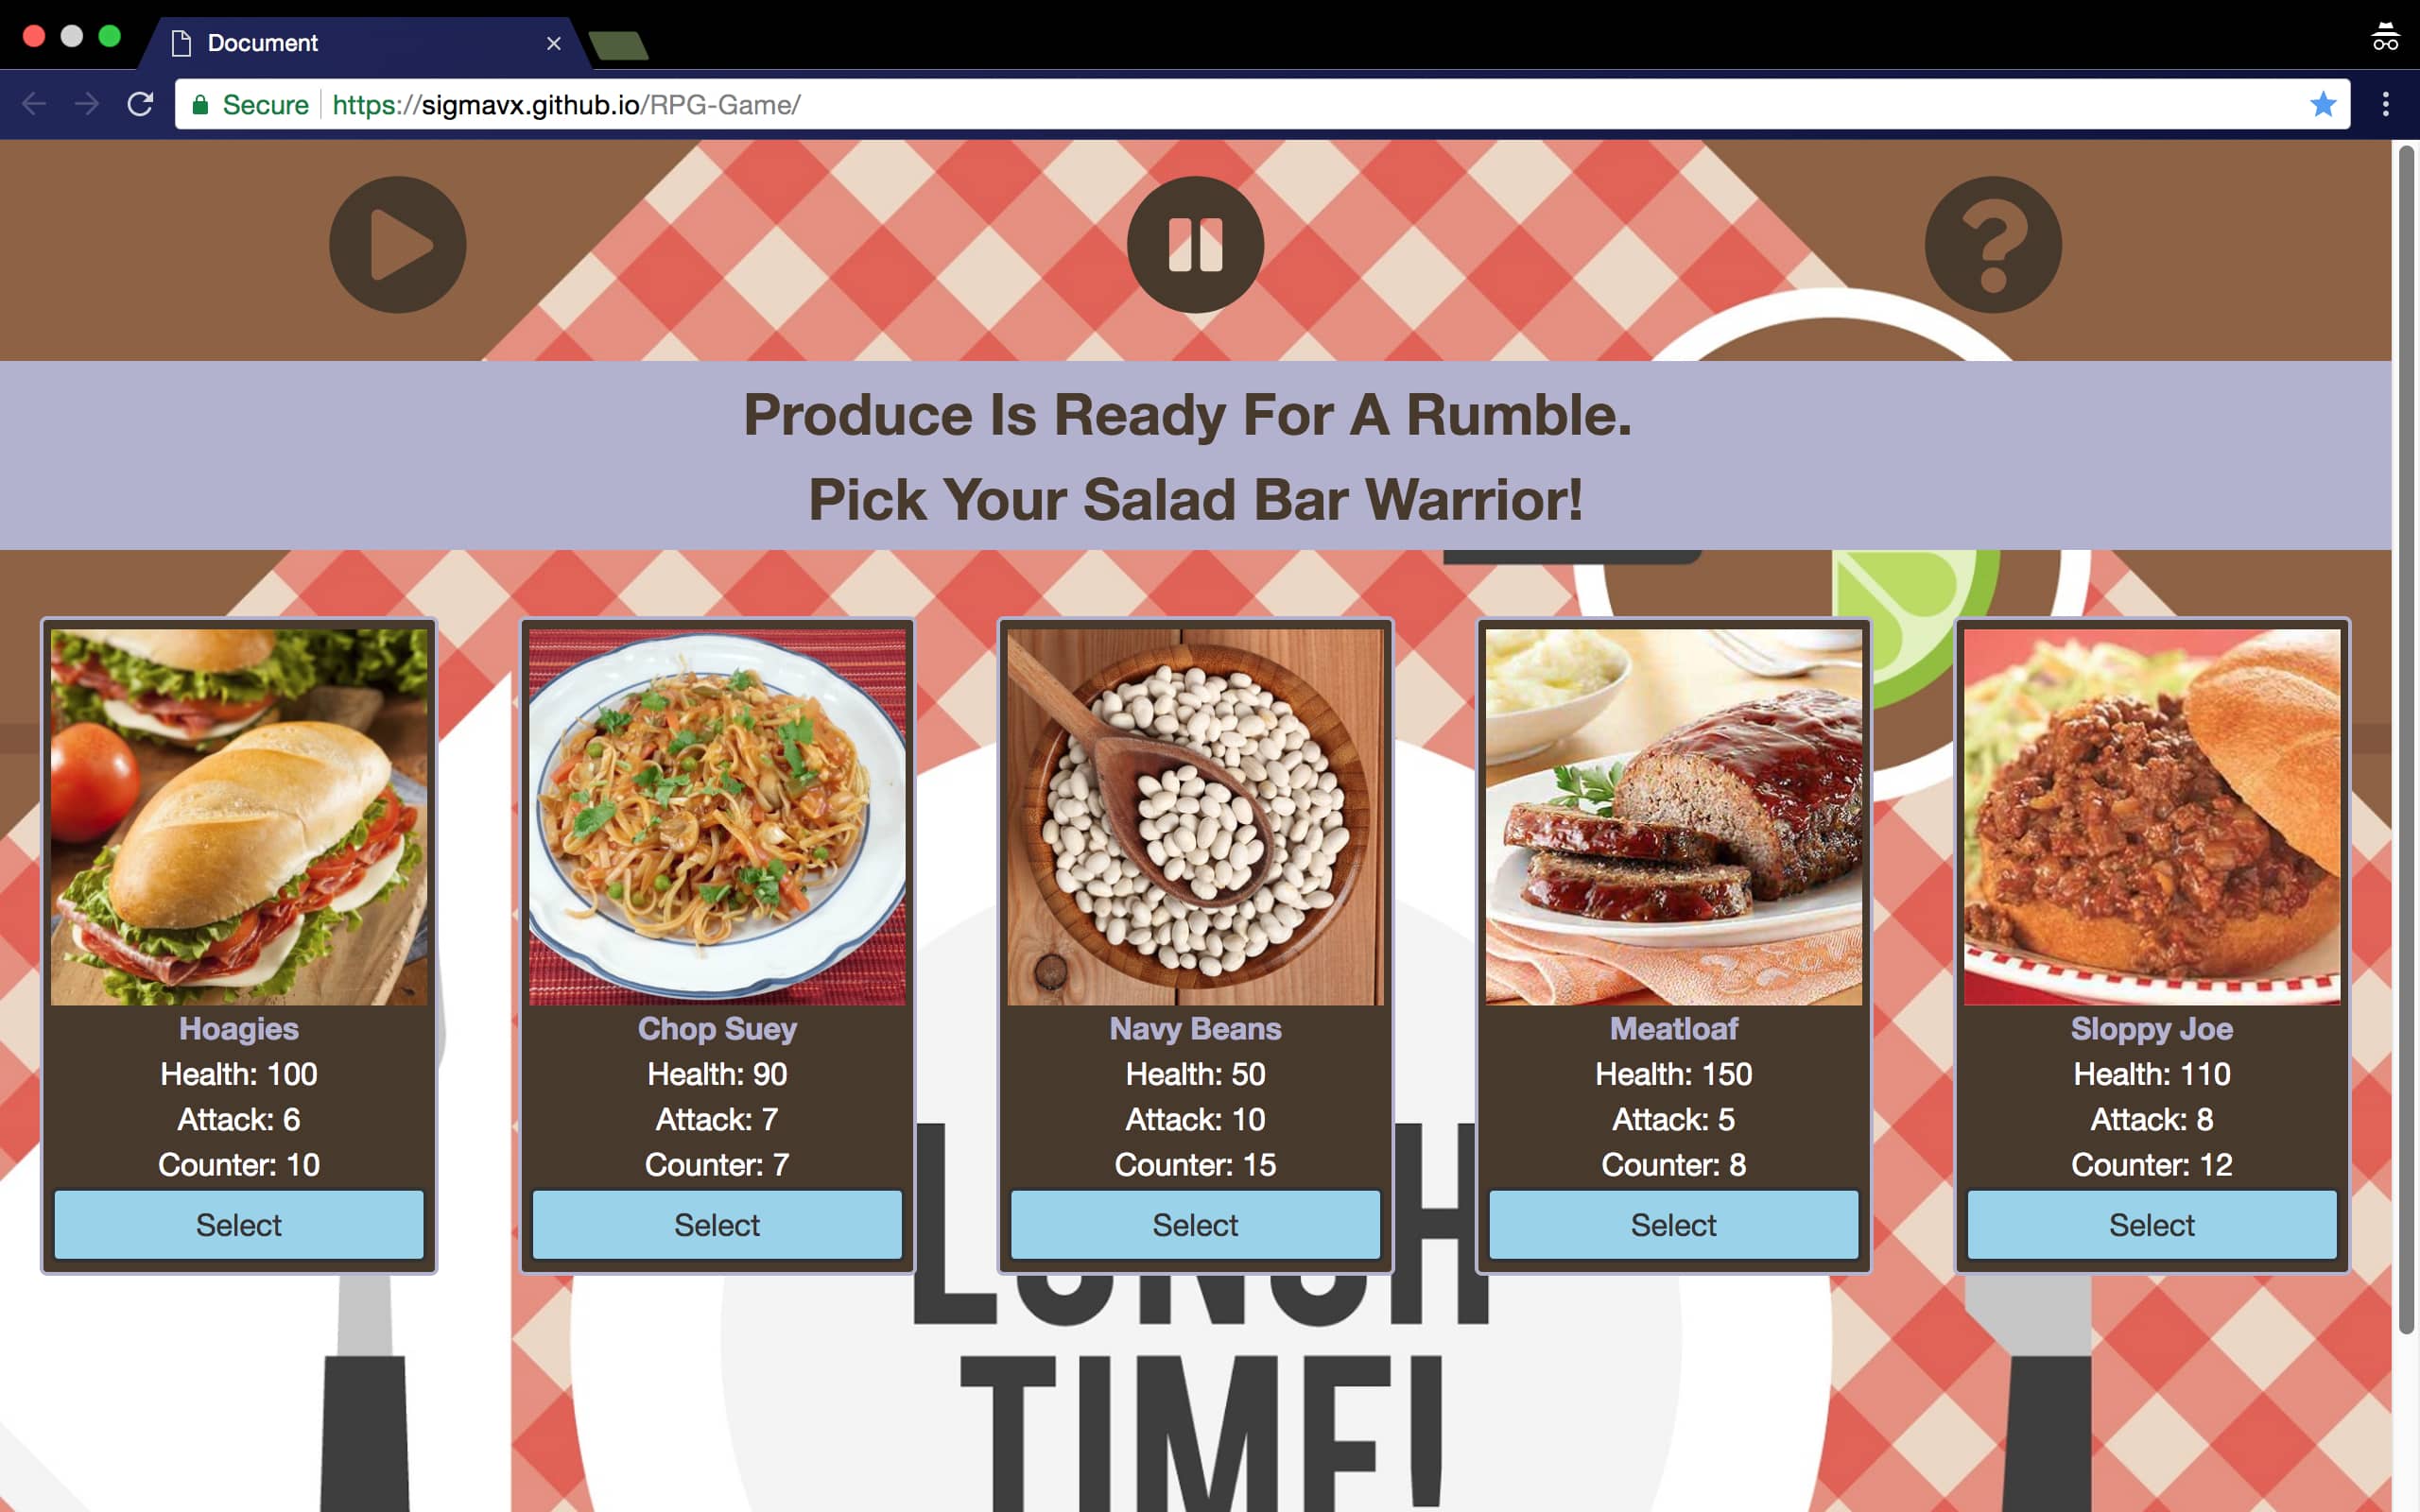 Document
Secure https://sigmavx.github.io/RPG-Game/
Produce Is Ready For A Rumble.
Pick Your Salad Bar Warrior!
Hoagies
Health: 100
Attack: 6
Counter: 10
Select
Chop Suey
Health: 90
Attack: 7
Counter: 7
Select
Navy Beans
Health: 50
Attack: 10
Counter: 15
Select
Meatloaf
Health: 150
Attack: 5
Counter: 8
Select
Sloppy Joe
Health: 110
Attack: 8
Counter: 12
Select
LUNCH
TIME!